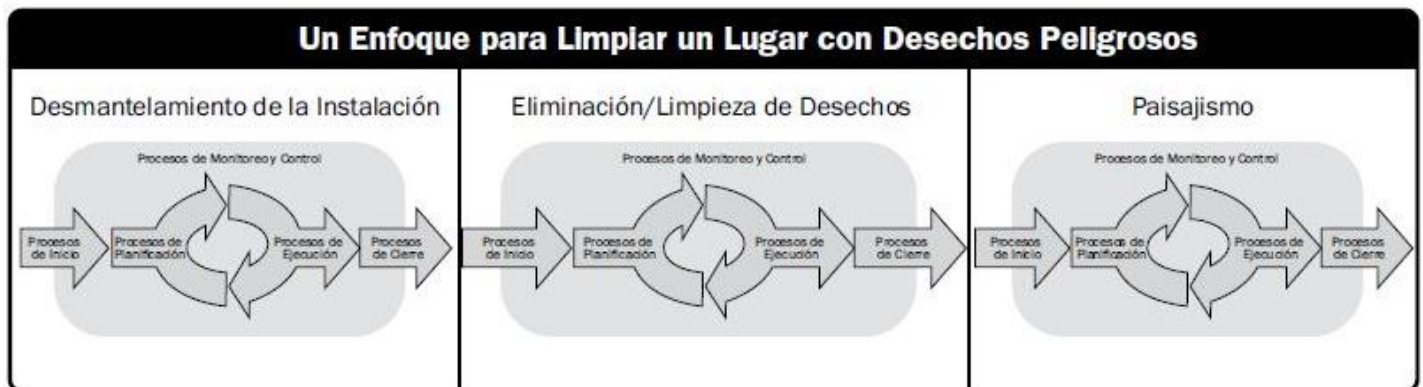 Un Enfoque para Limpiar un Lugar con Desechos Peligrosos
Desmantelamiento de la Instalación
Procesos de Monitoreo y Control
Procesos
de Inicio
Procesos de
Planificación
Procesos de
Ejecución
Procesos
de Cierre
Eliminación/Limpieza de Desechos
Procesos de Monitoreo y Control
Procesos
de Inicio
Procesos de
Planificación
Procesos de
Ejecución
Procesos
de Cierre
Paisajismo
Procesos de Monitoreo y Control
Procesos
de Inicio
Procesos de
Planificación
Procesos de
Ejecución
Procesos
de Cierre